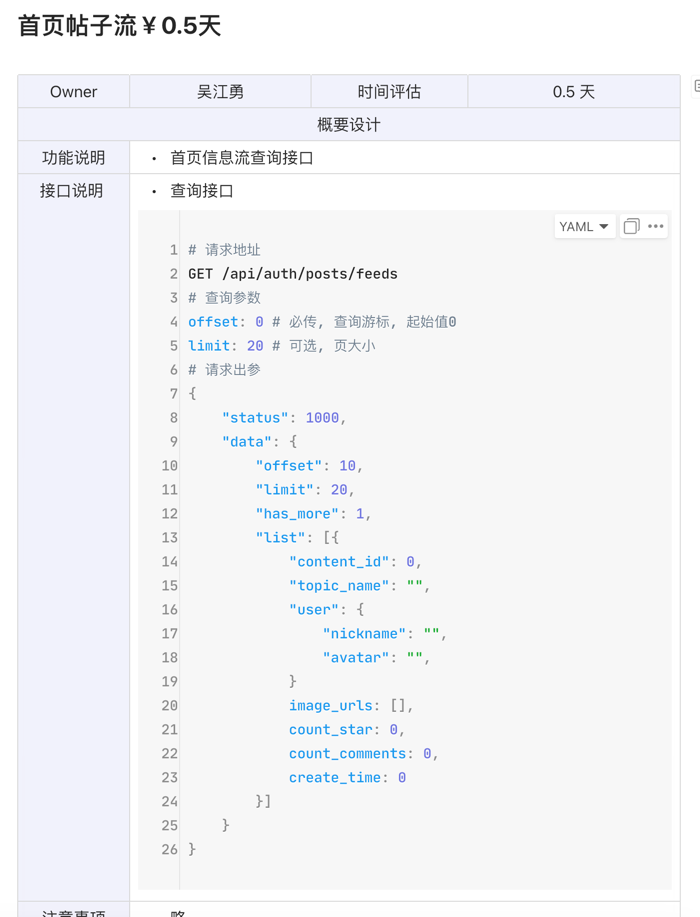 首页帖子流￥0.5天
Owner 吴江勇 时间评估 0.5 天
概要设计
功能说明 • 首页信息流查询接口
接口说明 • 查询接口
YAML
1 # 请求地址
2 GET /api/auth/posts/feeds
3 # 查询参数
4 offset: 0 # 必传, 查询游标, 起始值0
5 limit: 20 # 可选, 页大小
6 # 请求出参
7 {
8 "status": 1000,
9 "data": {
10 "offset": 10,
11 "limit": 20,
12 "has_more": 1,
13 "list": [{
14 "content_id": 0,
15 "topic_name": "",
16 "user": {
17 "nickname": "",
18 "avatar": "",
19 }
20 image_urls: [],
21 count_star: 0,
22 count_comments: 0,
23 create_time: 0
24 }]
25 }
26 }
注意事项 略